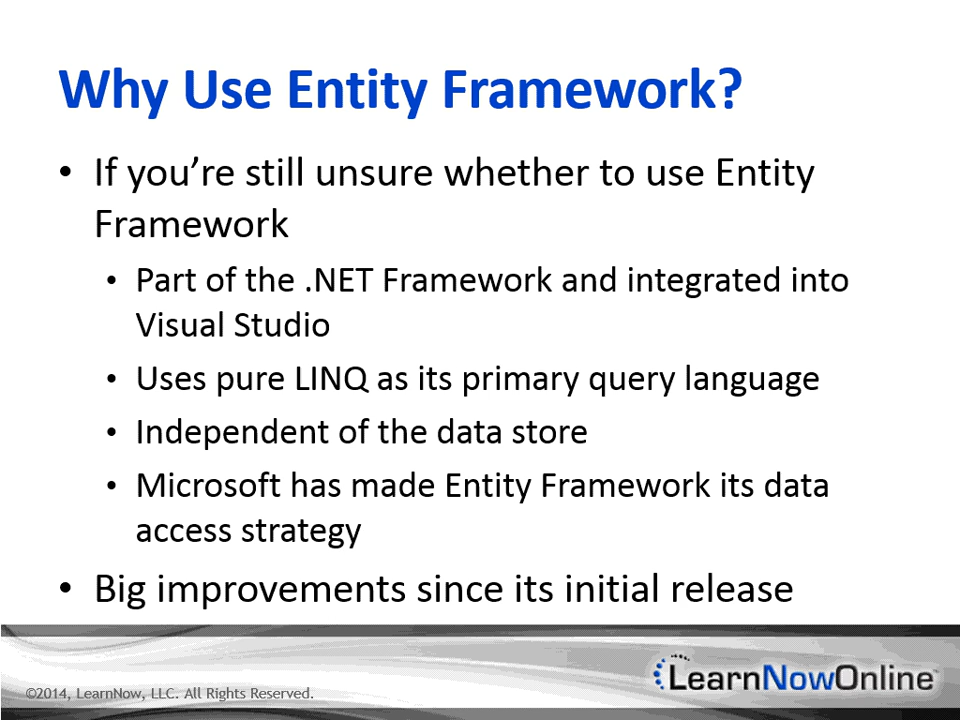 Why Use Entity Framework?
• If you’re still unsure whether to use Entity
Framework
• Part of the .NET Framework and integrated into
Visual Studio
• Uses pure LINQ as its primary query language
• Independent of the data store
• Microsoft has made Entity Framework its data
access strategy
• Big improvements since its initial release
©2014, LearnNow, LLC. All Rights Reserved.
LearnNowOnline